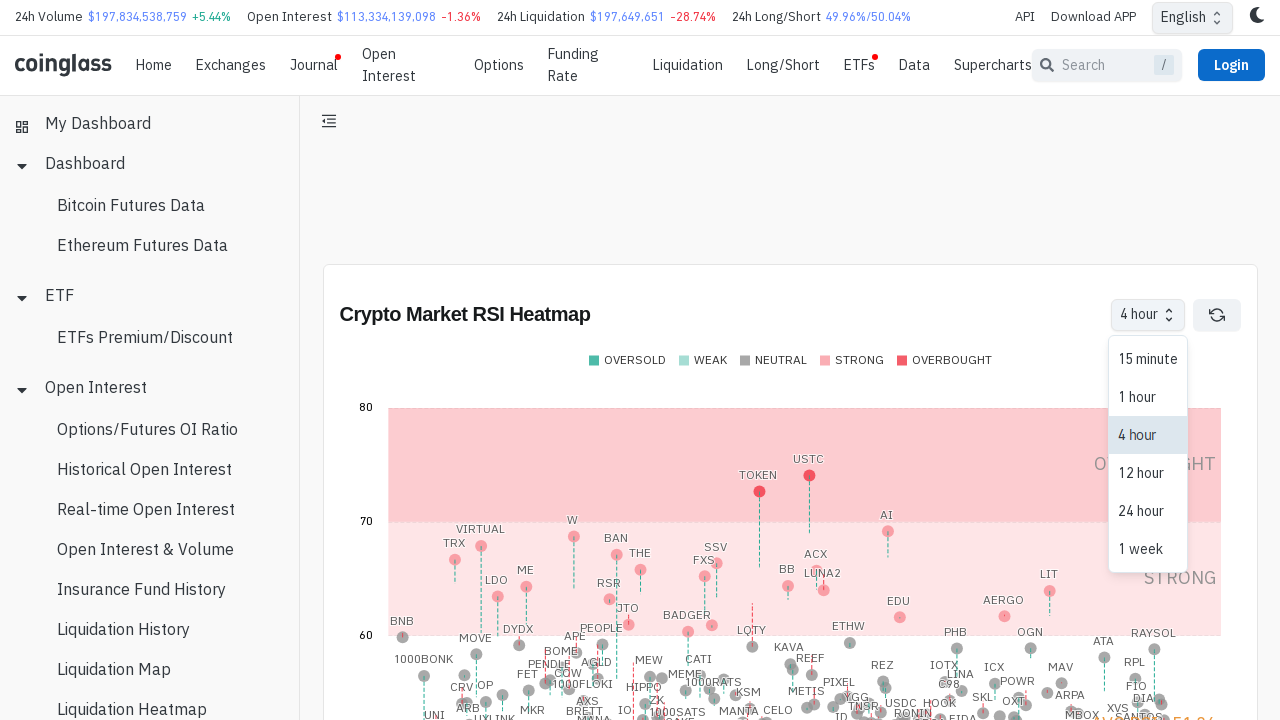 24h Volume $197,834,538,759 +5.44% Open Interest $113,334,139,098 -1.36% 24h Liquidation $197,649,651 -28.74% 24h Long/Short 49.96%/50.04% API Download APP English
coinglass Home Exchanges Journal Open Interest Options Funding Rate Liquidation Long/Short ETFs Data Supercharts Search / Login
My Dashboard
Dashboard
Bitcoin Futures Data
Ethereum Futures Data
ETF
ETFs Premium/Discount
Open Interest
Options/Futures OI Ratio
Historical Open Interest
Real-time Open Interest
Open Interest & Volume
Insurance Fund History
Liquidation History
Liquidation Map
Liquidation Heatmap
Crypto Market RSI Heatmap 4 hour
15 minute
1 hour
4 hour
12 hour
24 hour
1 week
OVERSOLD WEAK NEUTRAL STRONG OVERBOUGHT
80
USTC
TOKEN
70
AI
W
VIRTUAL
BAN
TRX
SSV
THE
ACX
FXS
ME
BB
LUNA2
LIT
STRONG
LDO
RSR
JTO
EDU
AERGO
BADGER
60
BNB
DYDX
PEOPLE
LQTY
ETHW
PHB
OGN
RAYSOL
MOVE
APE
ATA
KAVA
1000BONK
BOME
AGLD
MEW
CATI
REEF
REZ
IOTX
ICX
MAV
RPL
PENDLE
FET
LINA
C98
POWR
CRV
OP
1000FLOKI
HIPPO
MEME
1000RATS
PIXEL
KSM
METIS
YGG
SKL
ARPA
FIO
ARB
MKR
AXS
BRETT
ZK
1000SATS
MANTA
CELO
TNSR
USDC
HOOK
RONIN
XVS
DIA
UNI